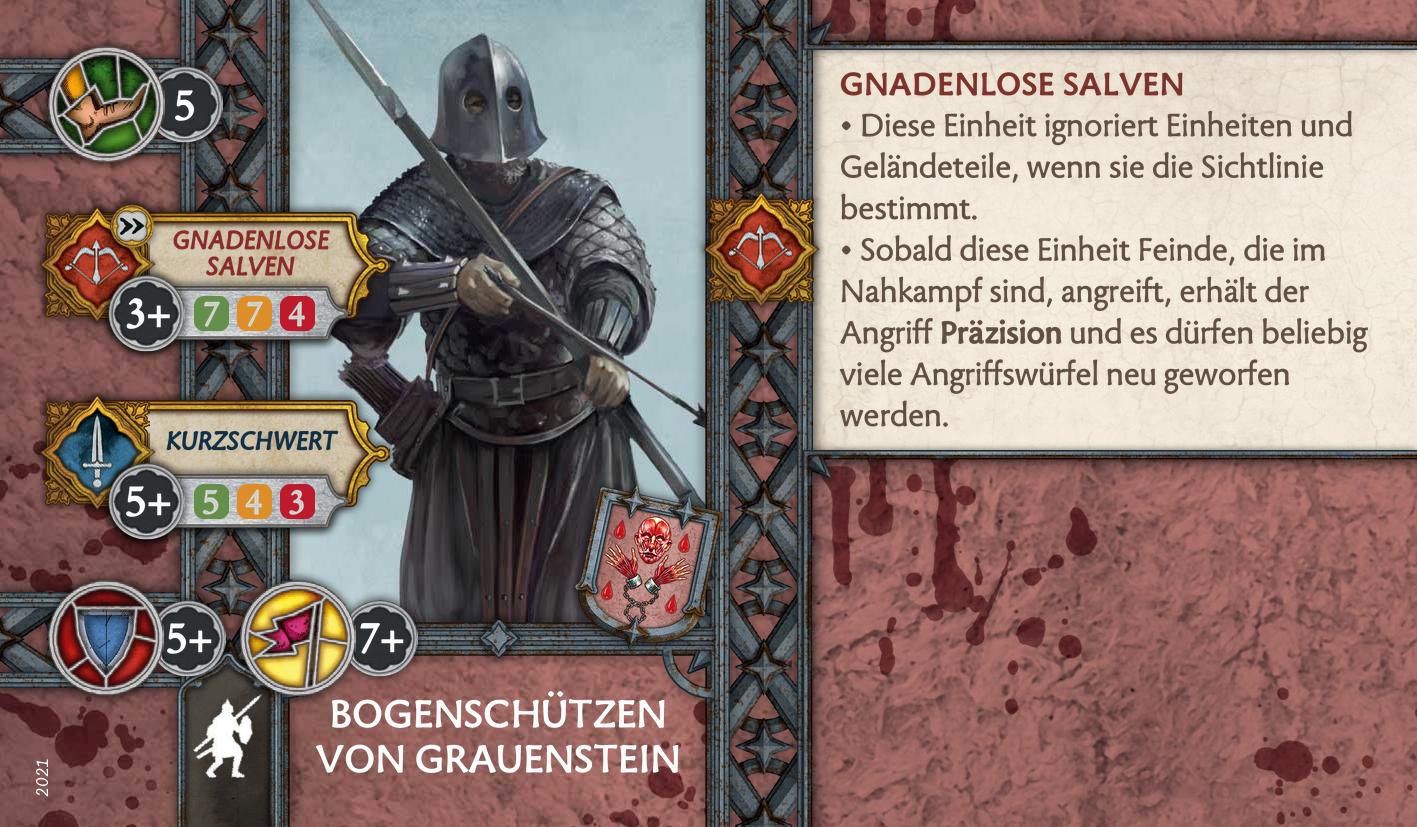 5
GNADENLOSE
SALVEN
3+ 7 7 4
KURZSCHWERT
5+ 5 4 3
5+ 7+
BOGENSCHÜTZEN
VON GRAUENSTEIN
2021
GNADENLOSE SALVEN
• Diese Einheit ignoriert Einheiten und
Geländeteile, wenn sie die Sichtlinie
bestimmt.
• Sobald diese Einheit Feinde, die im
Nahkampf sind, angreift, erhält der
Angriff Präzision und es dürfen beliebig
viele Angriffswürfel neu geworfen
werden.